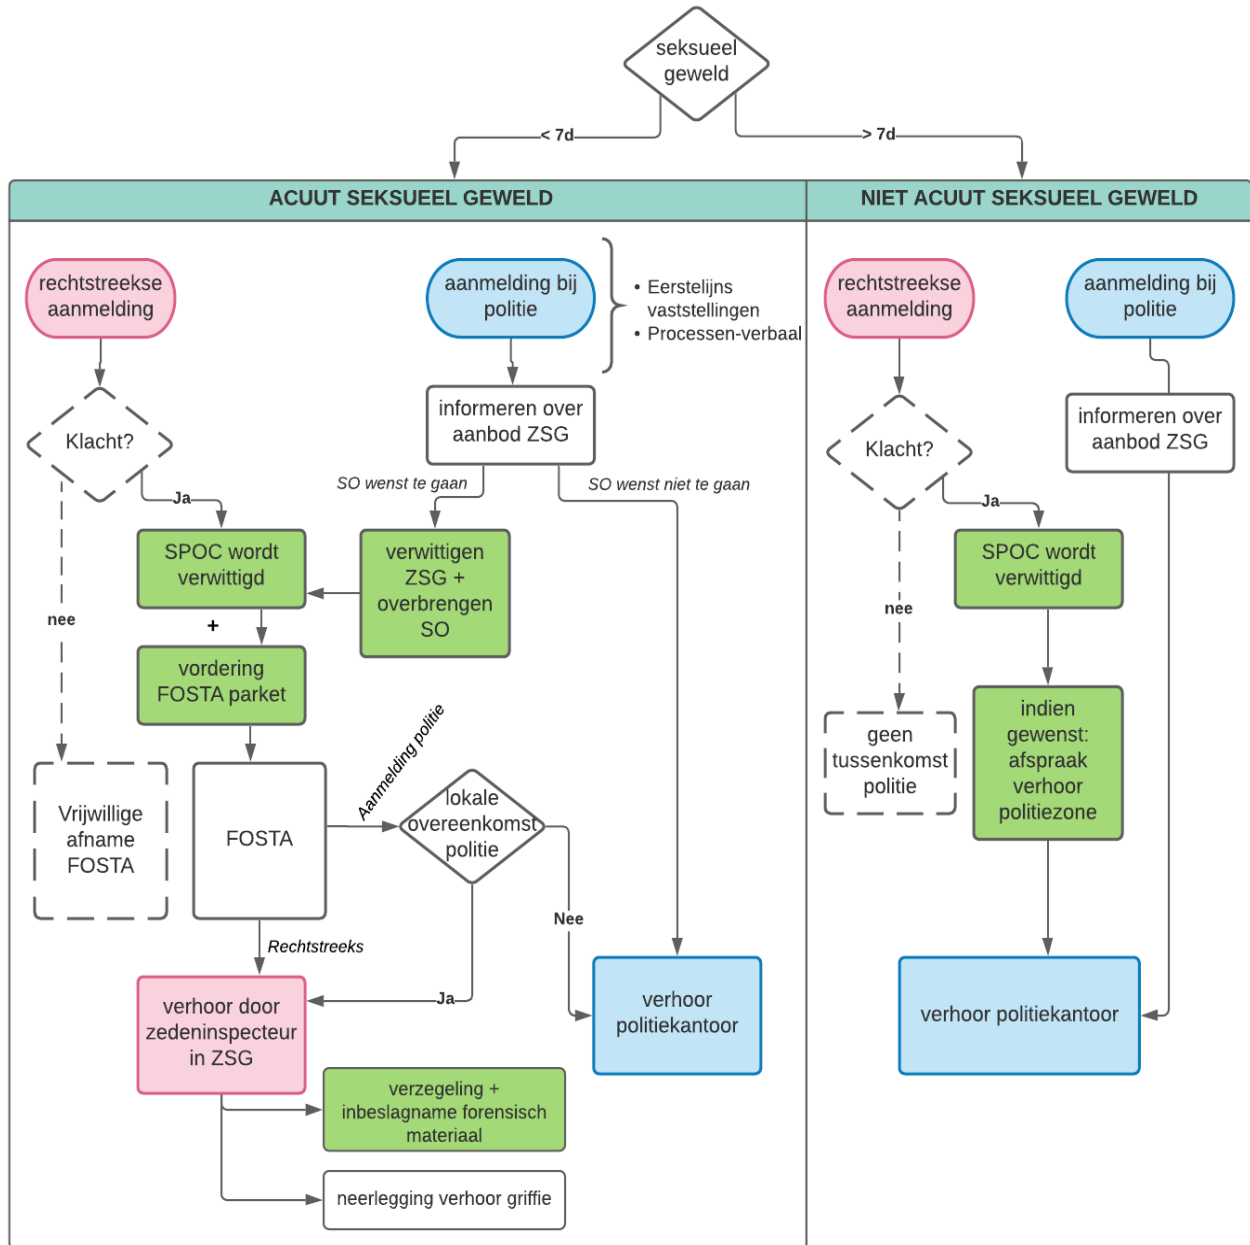 seksueel
geweld
< 7d
> 7d
ACUUT SEKSUEEL GEWELD
NIET ACUUT SEKSUEEL GEWELD
rechtstreekse
aanmelding
aanmelding bij
politie
• Eerstelijns
vaststellingen
• Processen-verbaal
Klacht?
informeren over
aanbod ZSG
Ja
SO wenst te gaan
SO wenst niet te gaan
SPOC wordt
verwittigd
verwittigen
ZSG +
overbrengen
SO
nee
+
vordering
FOSTA parket
Vrijwillige
afname
FOSTA
FOSTA
Aanmelding politie
lokale
overeenkomst
politie
Nee
Rechtstreeks
Ja
verhoor door
zedeninspecteur
in ZSG
verhoor
politiekantoor
verzegeling +
inbeslagname forensisch
materiaal
neerlegging verhoor griffie
rechtstreekse
aanmelding
aanmelding bij
politie
Klacht?
informeren over
aanbod ZSG
Ja
SPOC wordt
verwittigd
nee
geen
tussenkomst
politie
indien
gewenst:
afspraak
verhoor
politiezone
verhoor politiekantoor